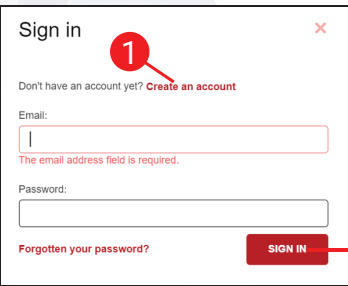 Sign in
×
1
Don't have an account yet? Create an account
Email:
The email address field is required.
Password:
Forgotten your password?
SIGN IN